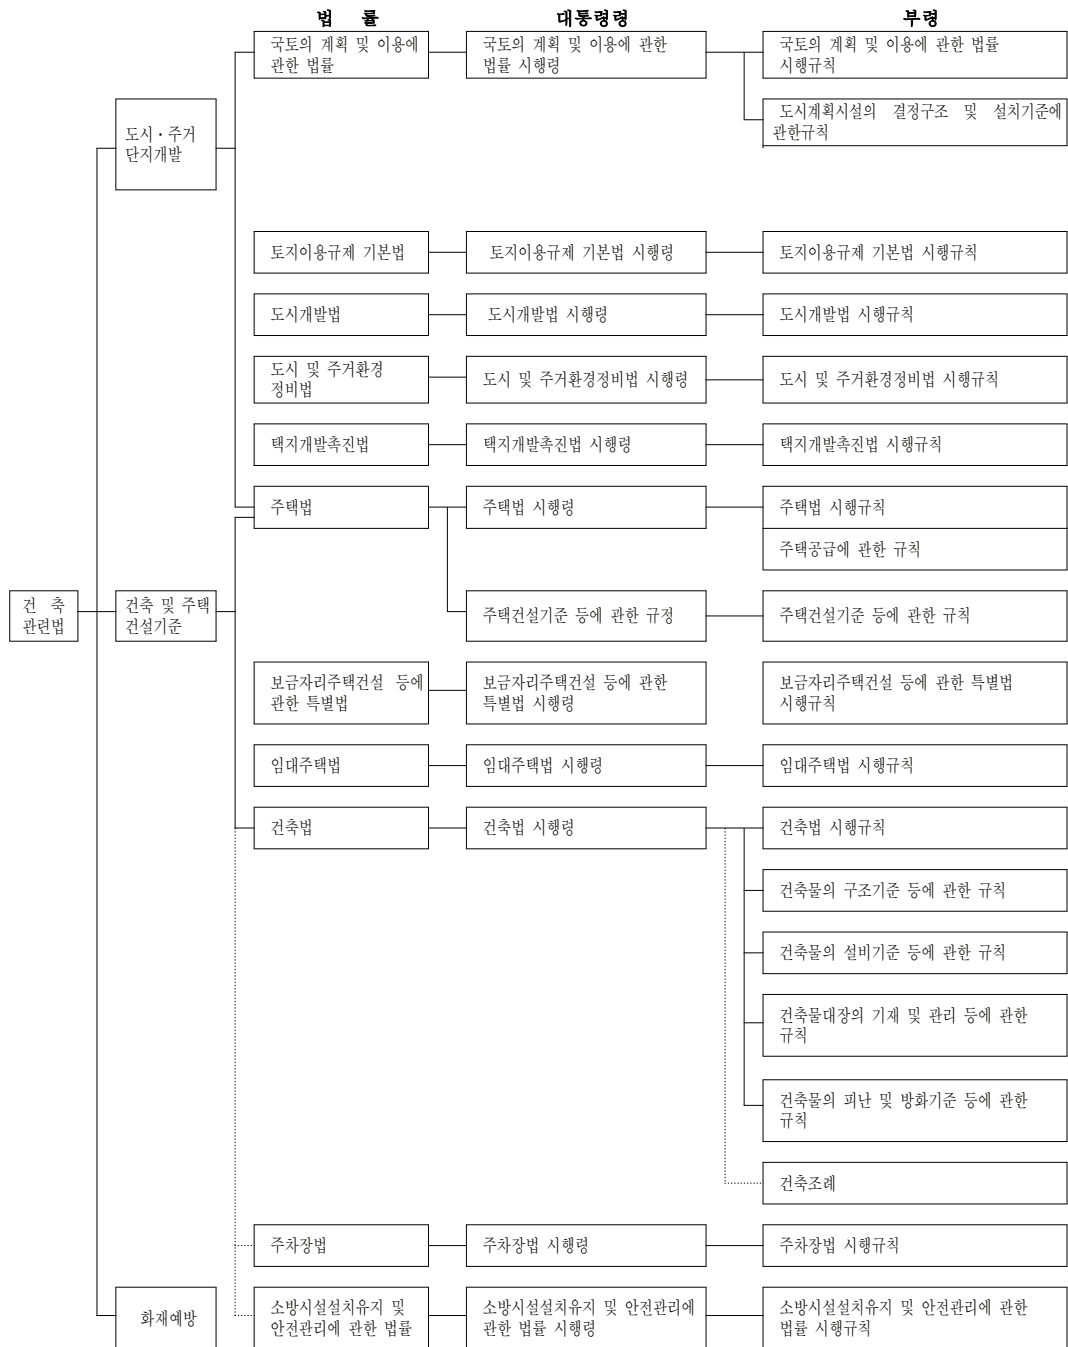 법 률
대통령령
부령
국토의 계획 및 이용에
관한 법률
국토의 계획 및 이용에 관한
법률 시행령
국토의 계획 및 이용에 관한 법률
시행규칙
도시계획시설의 결정구조 및 설치기준에
관한규칙
도시・주거
단지개발
토지이용규제 기본법
토지이용규제 기본법 시행령
토지이용규제 기본법 시행규칙
도시개발법
도시개발법 시행령
도시개발법 시행규칙
도시 및 주거환경
정비법
도시 및 주거환경정비법 시행령
도시 및 주거환경정비법 시행규칙
택지개발촉진법
택지개발촉진법 시행령
택지개발촉진법 시행규칙
주택법
주택법 시행령
주택법 시행규칙
주택공급에 관한 규칙
건 축
관련법
건축 및 주택
건설기준
주택건설기준 등에 관한 규정
주택건설기준 등에 관한 규칙
보금자리주택건설 등에
관한 특별법
보금자리주택건설 등에 관한
특별법 시행령
보금자리주택건설 등에 관한 특별법
시행규칙
임대주택법
임대주택법 시행령
임대주택법 시행규칙
건축법
건축법 시행령
건축법 시행규칙
건축물의 구조기준 등에 관한 규칙
건축물의 설비기준 등에 관한 규칙
건축물대장의 기재 및 관리 등에 관한
규칙
건축물의 피난 및 방화기준 등에 관한
규칙
건축조례
주차장법
주차장법 시행령
주차장법 시행규칙
화재예방
소방시설설치유지 및
안전관리에 관한 법률
소방시설설치유지 및 안전관리에
관한 법률 시행령
소방시설설치유지 및 안전관리에 관한
법률 시행규칙